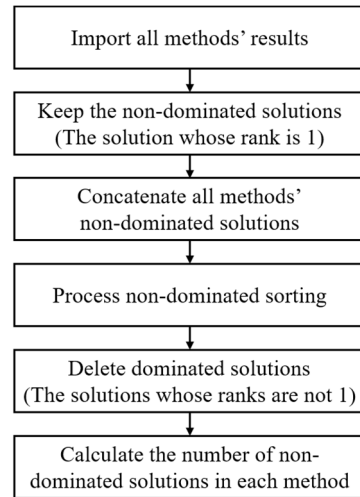 Import all methods’ results
Keep the non-dominated solutions
(The solution whose rank is 1)
Concatenate all methods’
non-dominated solutions
Process non-dominated sorting
Delete dominated solutions
(The solutions whose ranks are not 1)
Calculate the number of non-
dominated solutions in each method